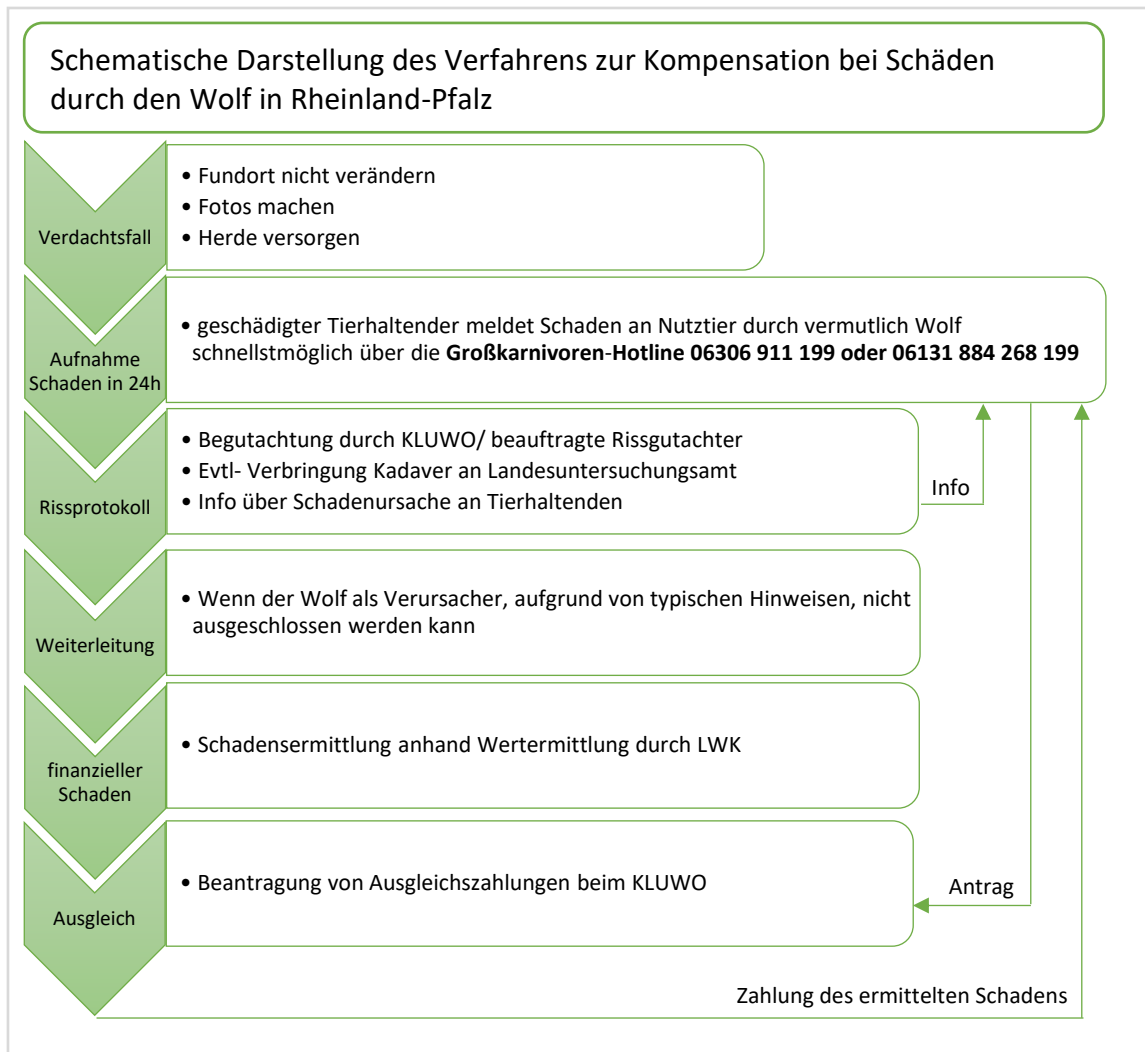 Schematische Darstellung des Verfahrens zur Kompensation bei Schäden
durch den Wolf in Rheinland-Pfalz
Verdachtsfall
• Fundort nicht verändern
• Fotos machen
• Herde versorgen
Aufnahme
Schaden in 24h
• geschädigter Tierhaltender meldet Schaden an Nutztier durch vermutlich Wolf
schnellstmöglich über die Großkarnivoren-Hotline 06306 911 199 oder 06131 884 268 199
Rissprotokoll
• Begutachtung durch KLUWO/ beauftragte Rissgutachter
• Evtl- Verbringung Kadaver an Landesuntersuchungsamt
• Info über Schadenursache an Tierhaltenden
Info
Weiterleitung
• Wenn der Wolf als Verursacher, aufgrund von typischen Hinweisen, nicht
ausgeschlossen werden kann
finanzieller
Schaden
• Schadensermittlung anhand Wertermittlung durch LWK
Ausgleich
• Beantragung von Ausgleichszahlungen beim KLUWO
Antrag
Zahlung des ermittelten Schadens